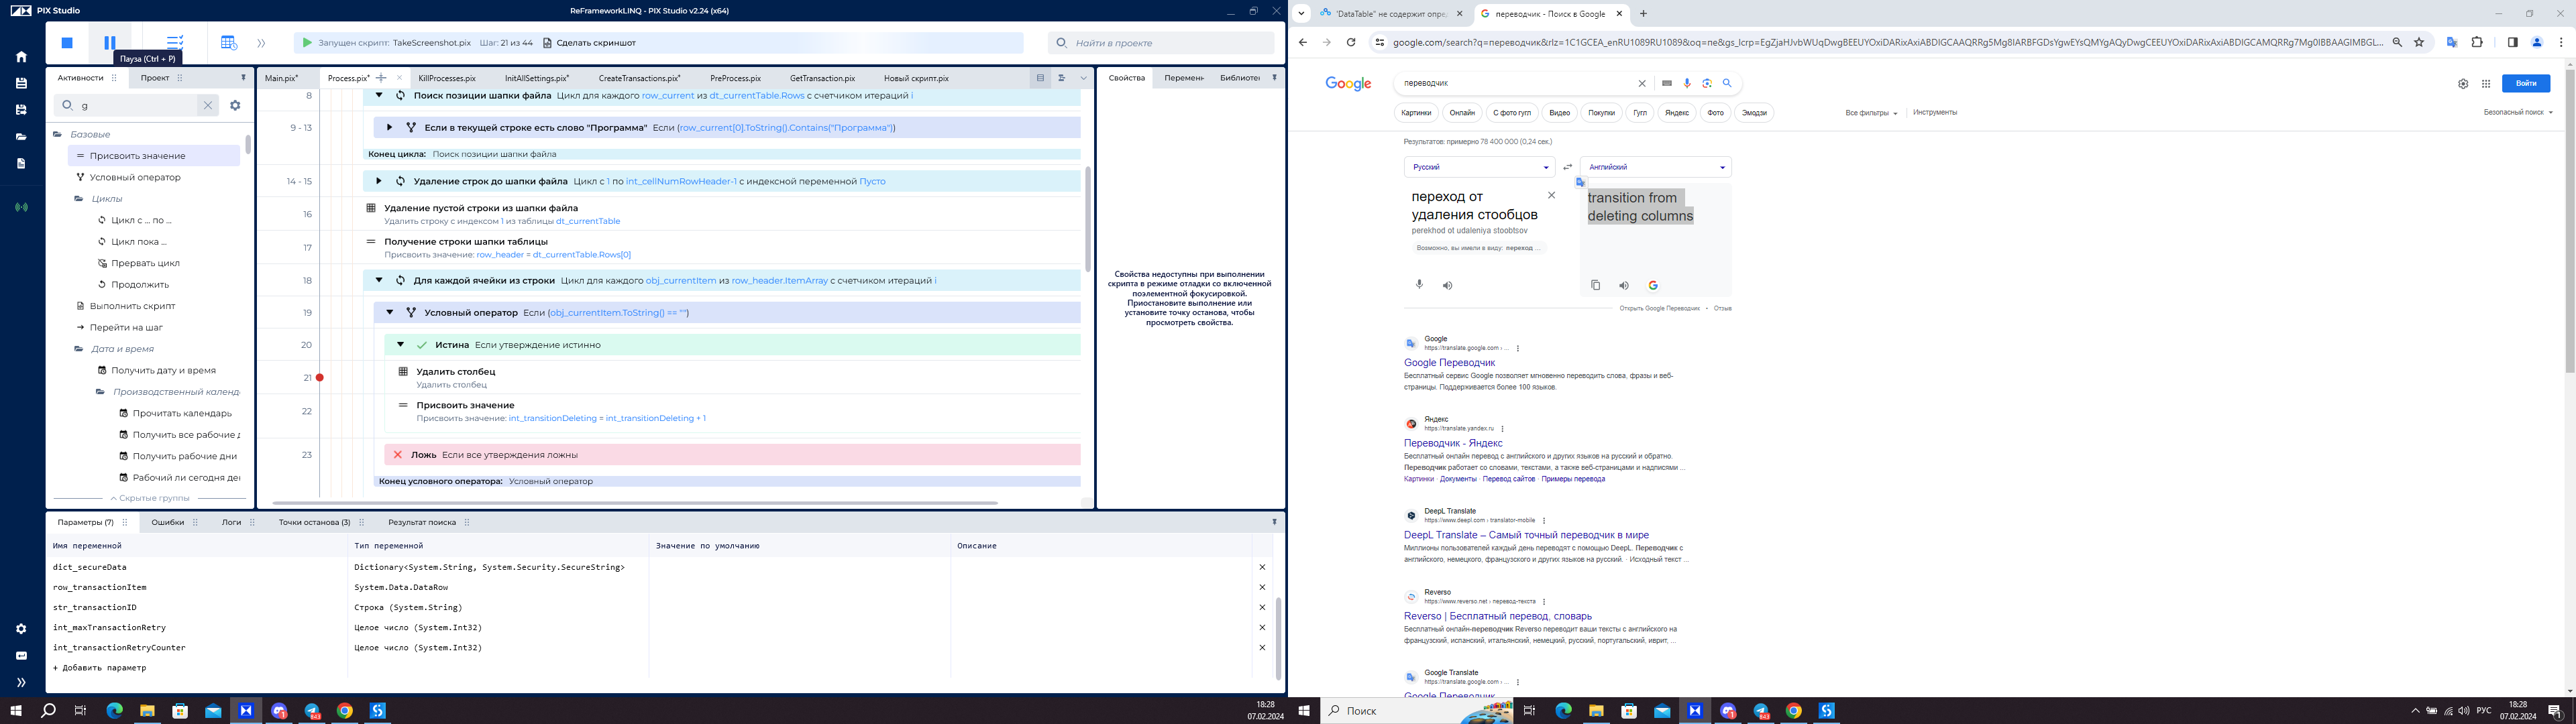 PIX Studio
ReFrameworkLINQ - PIX Studio v2.24 (x64)
Запущен скрипт: TakeScreenshot.pix Шаг: 21 из 44 Сделать скриншот
Найти в проекте
Пауза (Ctrl + P)
Активности
Проект
g
Базовые
Присвоить значение
Условный оператор
Циклы
Цикл с ... по ...
Цикл пока ...
Прервать цикл
Продолжить
Выполнить скрипт
Перейти на шаг
Дата и время
Получить дату и время
Производственный календ
Прочитать календарь
Получить все рабочие д
Получить рабочие дни
Рабочий ли сегодня де
Скрытые группы
Main.pix*
Process.pix*
KillProcesses.pix
InitAllSettings.pix*
CreateTransactions.pix*
PreProcess.pix
GetTransaction.pix
Новый скрипт.pix
8 Поиск позиции шапки файла Цикл для каждого row_current из dt_currentTable.Rows с счетчиком итераций i
9 - 13 Если в текущей строке есть слово "Программа" Если (row_current[0].ToString().Contains("Программа"))
Конец цикла: Поиск позиции шапки файла
14 - 15 Удаление строк до шапки файла Цикл с 1 по int_cellNumRowHeader-1 с индексной переменной Пусто
16 Удаление пустой строки из шапки файла
Удалить строку с индексом 1 из таблицы dt_currentTable
17 Получение строки шапки таблицы
Присвоить значение: row_header = dt_currentTable.Rows[0]
18 Для каждой ячейки из строки Цикл для каждого obj_currentItem из row_header.ItemArray с счетчиком итераций i
19 Условный оператор Если (obj_currentItem.ToString() == "")
20 Истина Если утверждение истинно
21 Удалить столбец
Удалить столбец
22 Присвоить значение
Присвоить значение: int_transitionDeleting = int_transitionDeleting + 1
23 Ложь Если все утверждения ложны
Конец условного оператора: Условный оператор
Свойства
Перемен
Библиоте
Свойства недоступны при выполнении
скрипта в режиме отладки со включенной
поэлементной фокусировкой.
Приостановите выполнение или
установите точку останова, чтобы
просмотреть свойства.
Параметры (7)
Ошибки
Логи
Точки останова (3)
Результат поиска
Имя переменной Тип переменной Значение по умолчанию Описание
dict_secureData Dictionary<System.String, System.Security.SecureString>
row_transactionItem System.Data.DataRow
str_transactionID Строка (System.String)
int_maxTransactionRetry Целое число (System.Int32)
int_transactionRetryCounter Целое число (System.Int32)
+ Добавить параметр
843
18:28
07.02.2024
'DataTable" не содержит опре
переводчик - Поиск в Google
Google
переводчик
Войти
Картинки
Онлайн
С фото гугл
Видео
Покупки
Гугл
Яндекс
Фото
Эмодзи
Все фильтры
Инструменты
Безопасный поиск
Результатов: примерно 78 400 000 (0,24 сек.)
Русский
Английский
переход от
удаления стообцов
perekhod ot udaleniya stoobtsov
Возможно, вы имели в виду: переход ...
transition from
deleting columns
Открыть Google Переводчик • Отзыв
Google
https://translate.google.com › ...
Google Переводчик
Бесплатный сервис Google позволяет мгновенно переводить слова, фразы и веб-
страницы. Поддерживается более 100 языков.
Яндекс
https://translate.yandex.ru
Переводчик - Яндекс
Бесплатный онлайн перевод с английского и других языков на русский и обратно.
Переводчик работает со словами, текстами, а также веб-страницами и надписями ...
Картинки · Документы · Перевод сайтов · Примеры перевода
DeepL Translate
https://www.deepl.com › translator-mobile
DeepL Translate – Самый точный переводчик в мире
Миллионы пользователей каждый день переводят с помощью DeepL. Переводчик с
английского, немецкого, французского и других языков на русский. · Исходный текст ...
Reverso
https://www.reverso.net › перевод-текста
Reverso | Бесплатный перевод, словарь
Бесплатный онлайн-переводчик Reverso переводит ваши тексты с английского на
французский, испанский, итальянский, немецкий, русский, португальский, иврит, ...
Google Translate
https://translate.google.com › ...
Google Переводчик
Поиск
843
РУС
18:28
07.02.2024